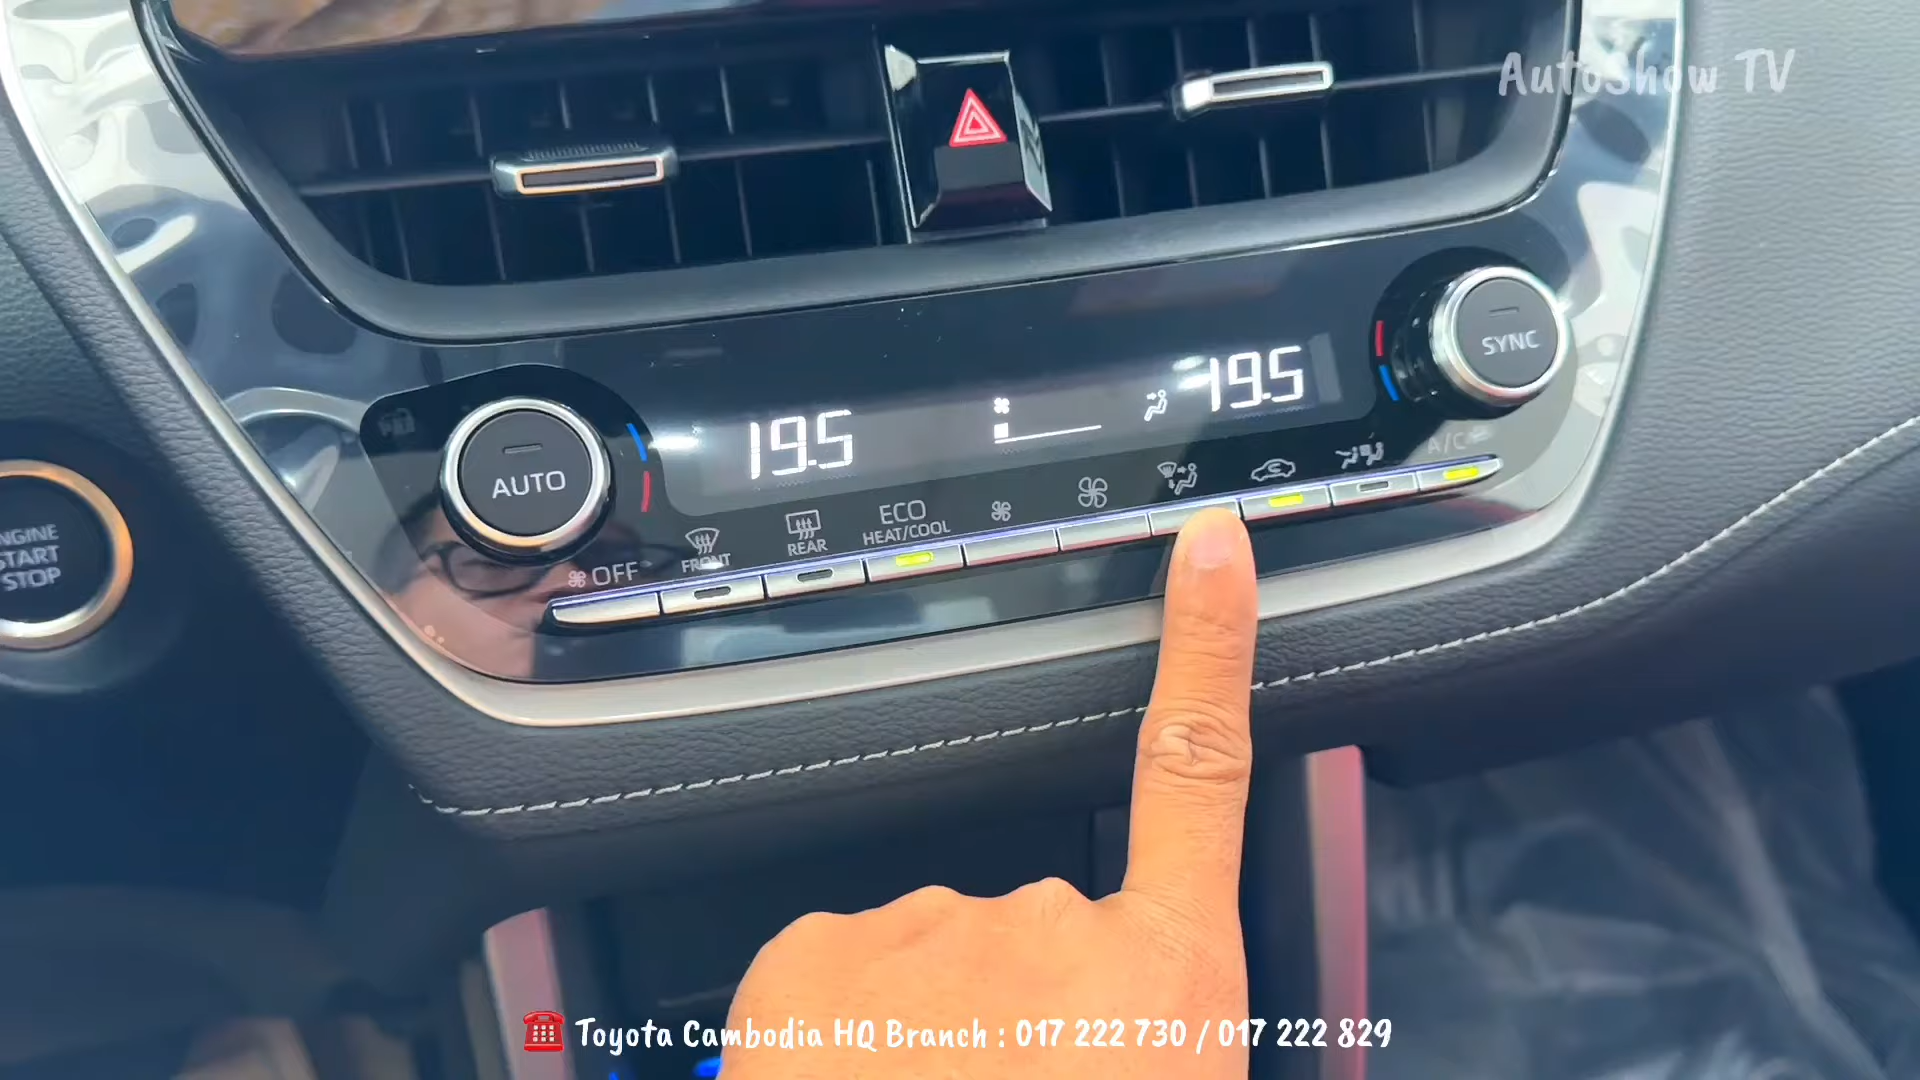 AutoShow TV
SYNC
19.5
19.5
AUTO
A/C
ECO
HEAT/COOL
REAR
FRONT
OFF
ENGINE
START
STOP
Toyota Cambodia HQ Branch : 017 222 730 / 017 222 829